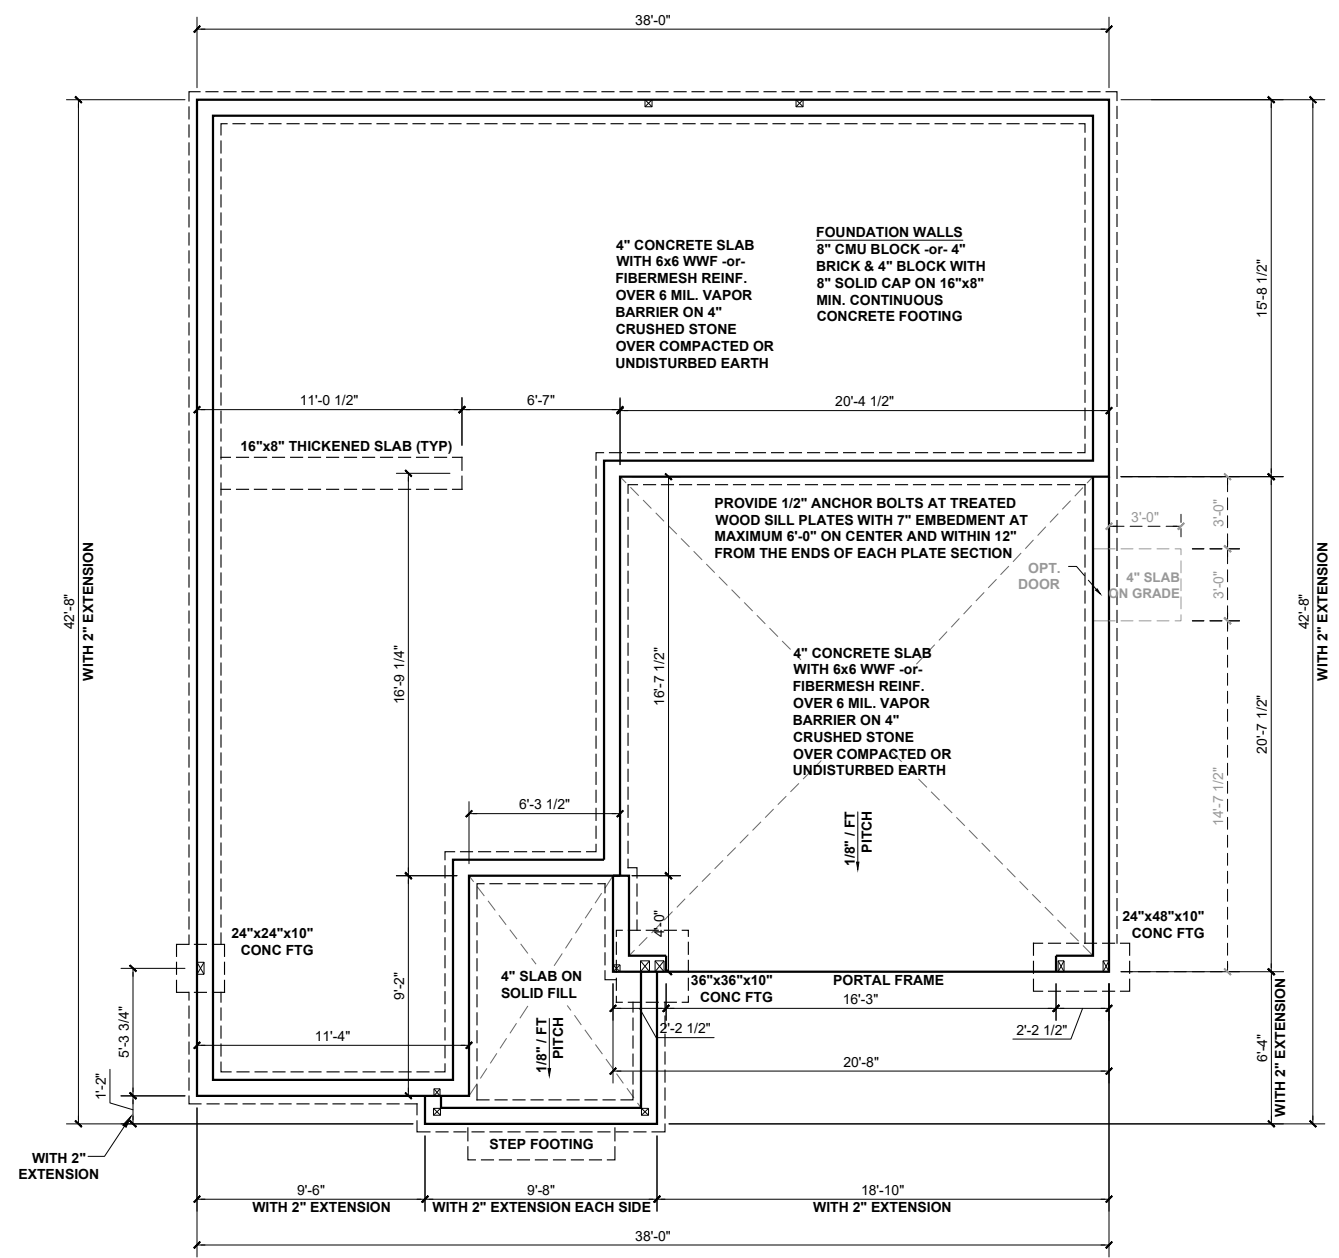 38'-0"
4" CONCRETE SLAB
WITH 6x6 WWF -or-
FIBERMESH REINF.
OVER 6 MIL. VAPOR
BARRIER ON 4"
CRUSHED STONE
OVER COMPACTED OR
UNDISTURBED EARTH
FOUNDATION WALLS
8" CMU BLOCK -or- 4"
BRICK & 4" BLOCK WITH
8" SOLID CAP ON 16"x8"
MIN. CONTINUOUS
CONCRETE FOOTING
15'-8 1/2"
11'-0 1/2"
6'-7"
20'-4 1/2"
16"x8" THICKENED SLAB (TYP)
PROVIDE 1/2" ANCHOR BOLTS AT TREATED
WOOD SILL PLATES WITH 7" EMBEDMENT AT
MAXIMUM 6'-0" ON CENTER AND WITHIN 12"
FROM THE ENDS OF EACH PLATE SECTION
3'-0"
3'-0"
OPT.
DOOR
4" SLAB
ON GRADE
3'-0"
42'-8"
WITH 2" EXTENSION
42'-8"
WITH 2" EXTENSION
16'-9 1/4"
16'-7 1/2"
4" CONCRETE SLAB
WITH 6x6 WWF -or-
FIBERMESH REINF.
OVER 6 MIL. VAPOR
BARRIER ON 4"
CRUSHED STONE
OVER COMPACTED OR
UNDISTURBED EARTH
20'-7 1/2"
14'-7 1/2"
6'-3 1/2"
1/8" / FT
PITCH
24"x24"x10"
CONC FTG
4'-0"
24"x48"x10"
CONC FTG
9'-2"
4" SLAB ON
SOLID FILL
36"x36"x10"
CONC FTG
PORTAL FRAME
16'-3"
5'-3 3/4"
11'-4"
1/8" / FT
PITCH
2'-2 1/2"
2'-2 1/2"
6'-4"
WITH 2" EXTENSION
20'-8"
1'-2"
WITH 2"
EXTENSION
STEP FOOTING
9'-6"
WITH 2" EXTENSION
9'-8"
WITH 2" EXTENSION EACH SIDE
18'-10"
WITH 2" EXTENSION
38'-0"